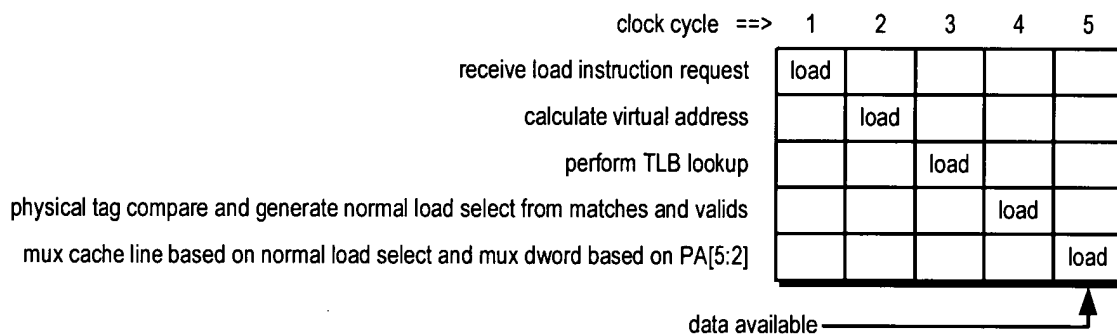 clock cycle ==> 1 2 3 4 5
receive load instruction request load
calculate virtual address load
perform TLB lookup load
physical tag compare and generate normal load select from matches and valids load
mux cache line based on normal load select and mux dword based on PA[5:2] load
data available